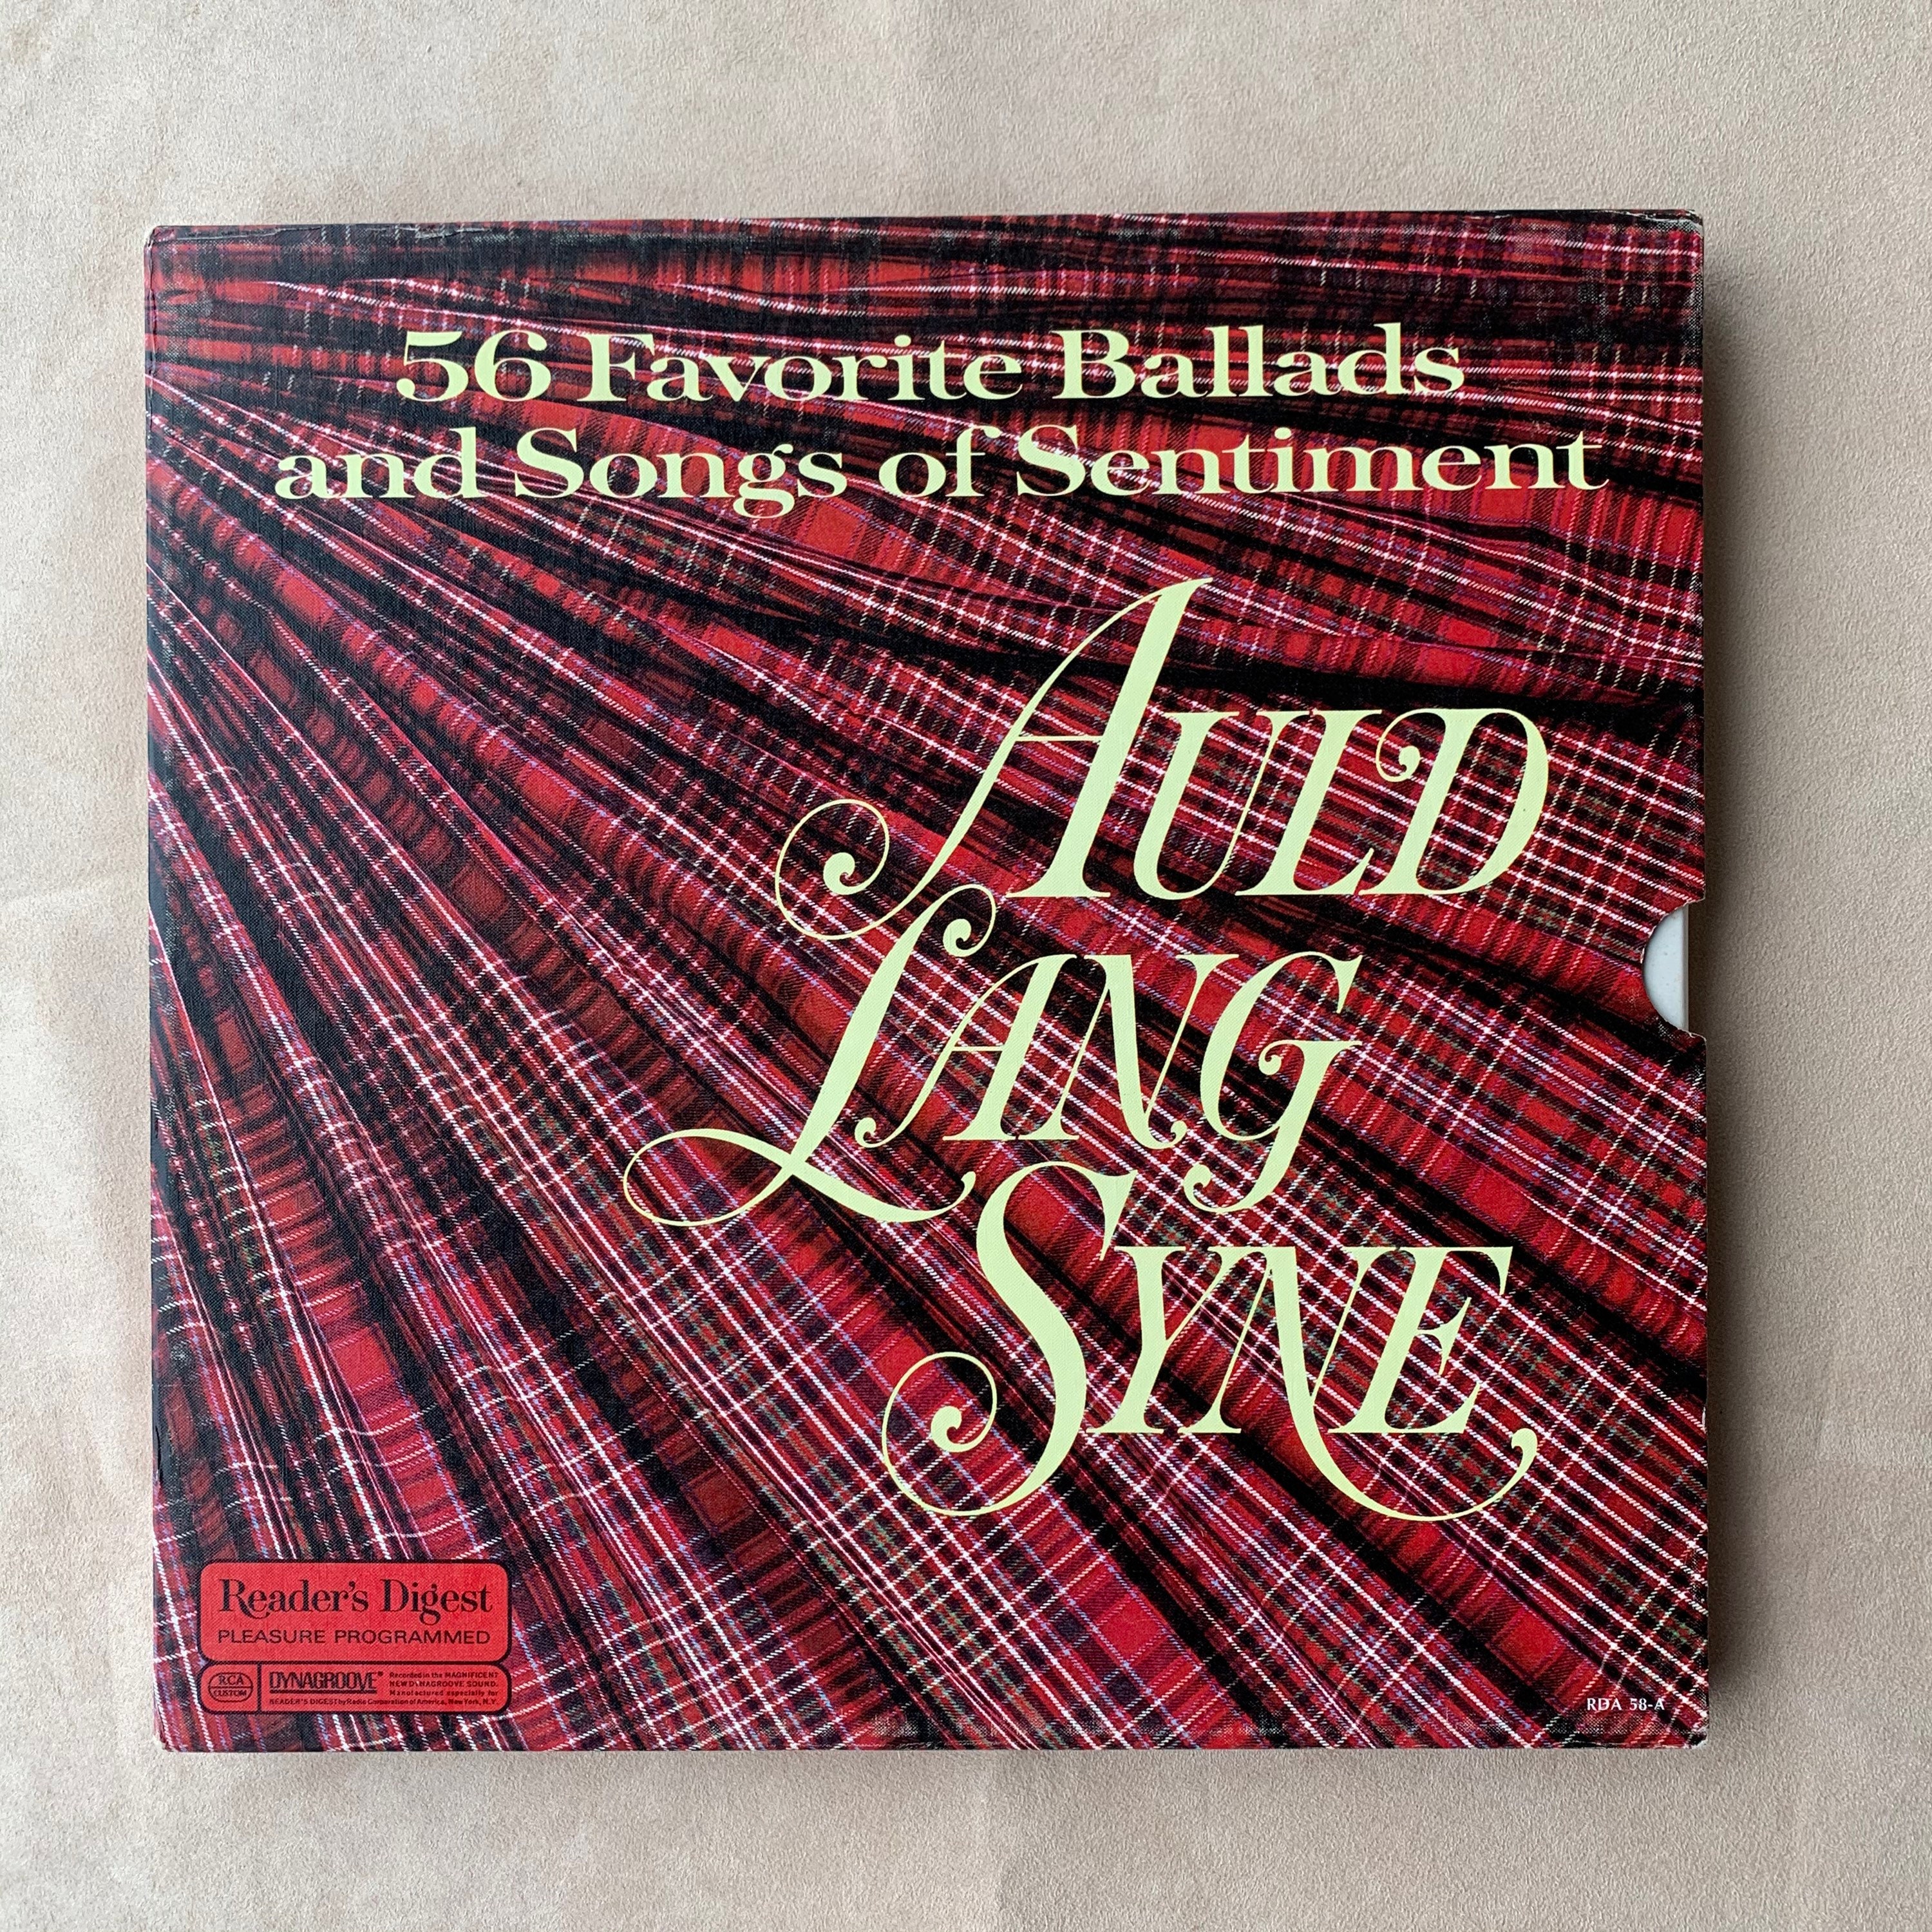 56 Favorite Ballads
and Songs of Sentiment
AULD
LANG
SYNE
Reader's Digest
PLEASURE PROGRAMMED
RCA
CUSTOM
DYNAGROOVE®
Recorded in the MAGNIFICENT
NEW DYNAGROOVE SOUND.
Manufactured especially for
READER'S DIGEST by Radio Corporation of America, New York, N.Y.
RDA 58-A